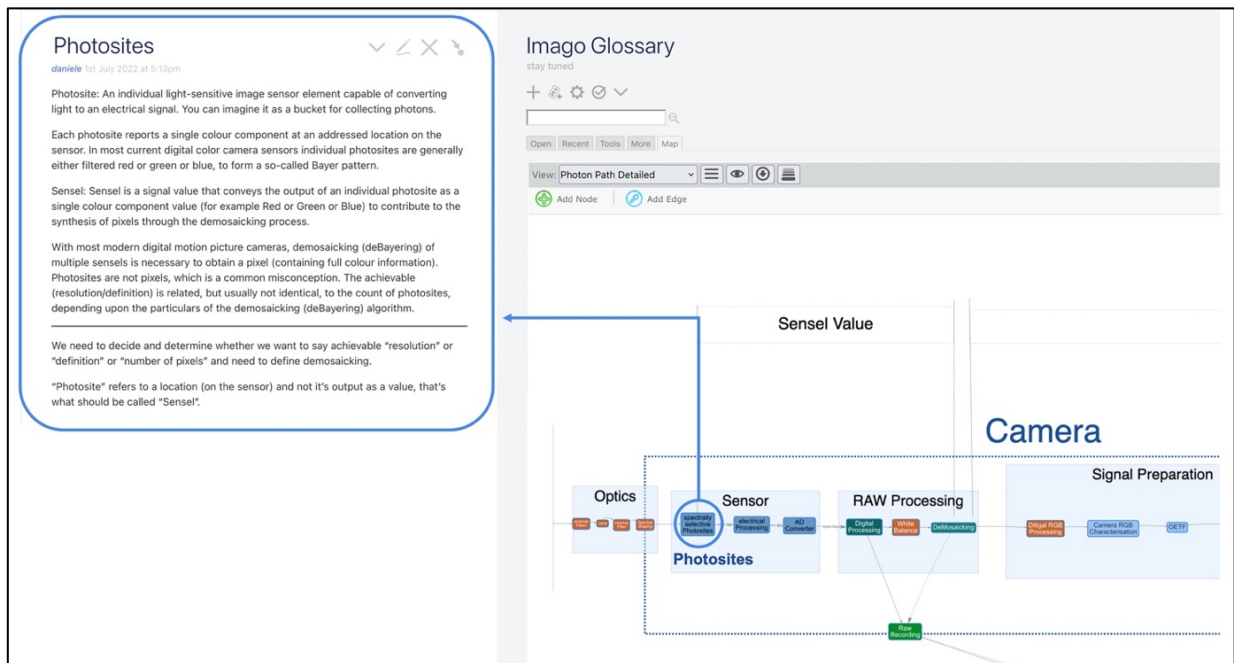 Photosites
daniele 1st July 2022 at 5:13pm
Photosite: An individual light-sensitive image sensor element capable of converting
light to an electrical signal. You can imagine it as a bucket for collecting photons.
Each photosite reports a single colour component at an addressed location on the
sensor. In most current digital color camera sensors individual photosites are generally
either filtered red or green or blue, to form a so-called Bayer pattern.
Sensel: Sensel is a signal value that conveys the output of an individual photosite as a
single colour component value (for example Red or Green or Blue) to contribute to the
synthesis of pixels through the demosaicking process.
With most modern digital motion picture cameras, demosaicking (deBayering) of
multiple sensels is necessary to obtain a pixel (containing full colour information).
Photosites are not pixels, which is a common misconception. The achievable
(resolution/definition) is related, but usually not identical, to the count of photosites,
depending upon the particulars of the demosaicking (deBayering) algorithm.
We need to decide and determine whether we want to say achievable “resolution” or
“definition” or “number of pixels” and need to define demosaicking.
“Photosite” refers to a location (on the sensor) and not it's output as a value, that's
what should be called “Sensel”.
Imago Glossary
stay tuned
Open Recent Tools More Map
View: Photon Path Detailed
Add Node Add Edge
Sensel Value
Camera
Signal Preparation
Optics
Sensor
RAW Processing
spectrally
selective
Photosites
electrical
Processing
AD
Converter
Digital
Processing
White
Balance
DeMosaicking
Ditigal RGB
Processing
Camera RGB
Characterisation
OETF
Photosites
Raw
Recording